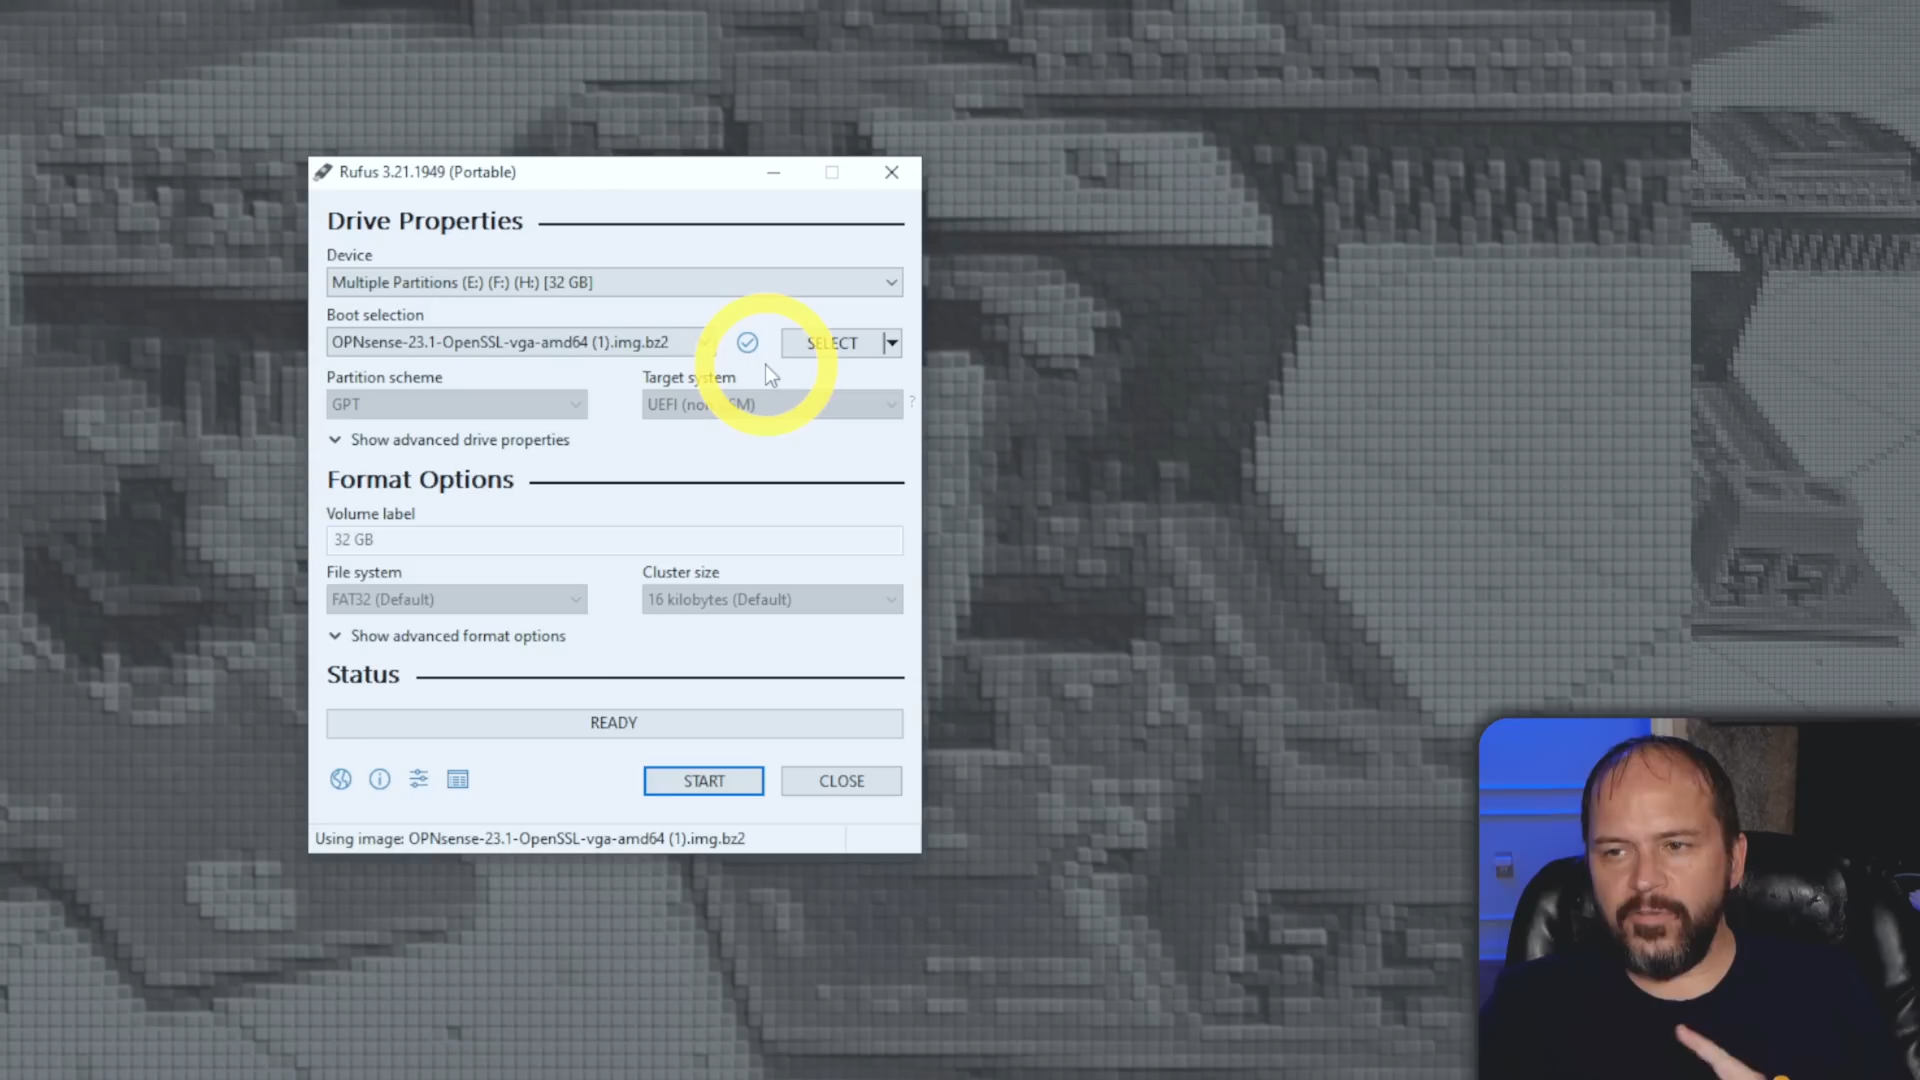 Rufus 3.21.1949 (Portable)
Drive Properties
Device
Multiple Partitions (E:) (F:) (H:) [32 GB]
Boot selection
OPNsense-23.1-OpenSSL-vga-amd64 (1).img.bz2
SELECT
Partition scheme
Target system
GPT
UEFI (non CSM)
?
Show advanced drive properties
Format Options
Volume label
32 GB
File system
Cluster size
FAT32 (Default)
16 kilobytes (Default)
Show advanced format options
Status
READY
START
CLOSE
Using image: OPNsense-23.1-OpenSSL-vga-amd64 (1).img.bz2